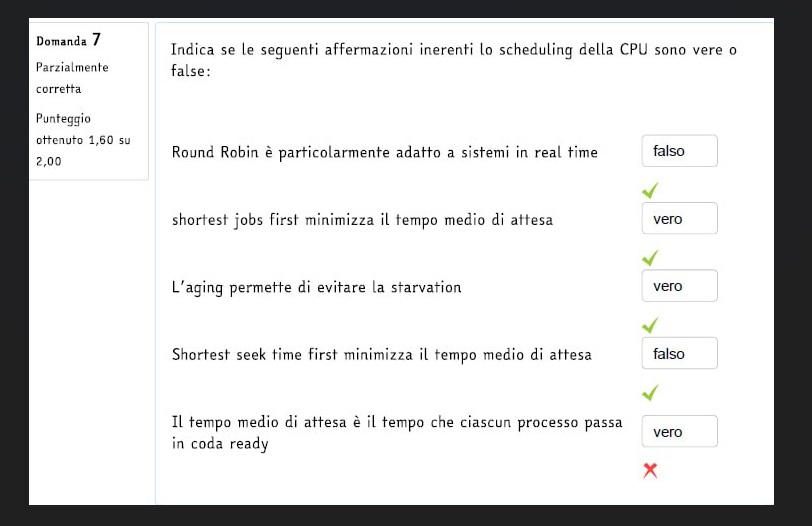 Domanda 7
Parzialmente
corretta
Punteggio
ottenuto 1,60 su
2,00
Indica se le seguenti affermazioni inerenti lo scheduling della CPU sono vere o
false:
Round Robin è particolarmente adatto a sistemi in real time
falso
shortest jobs first minimizza il tempo medio di attesa
vero
L'aging permette di evitare la starvation
vero
Shortest seek time first minimizza il tempo medio di attesa
falso
Il tempo medio di attesa è il tempo che ciascun processo passa
in coda ready
vero